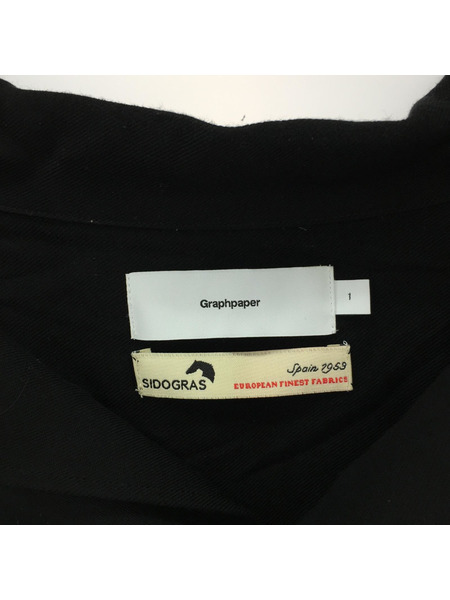 Graphpaper
1
SIDOGRAS
Spain 1953
EUROPEAN FINEST FABRICS